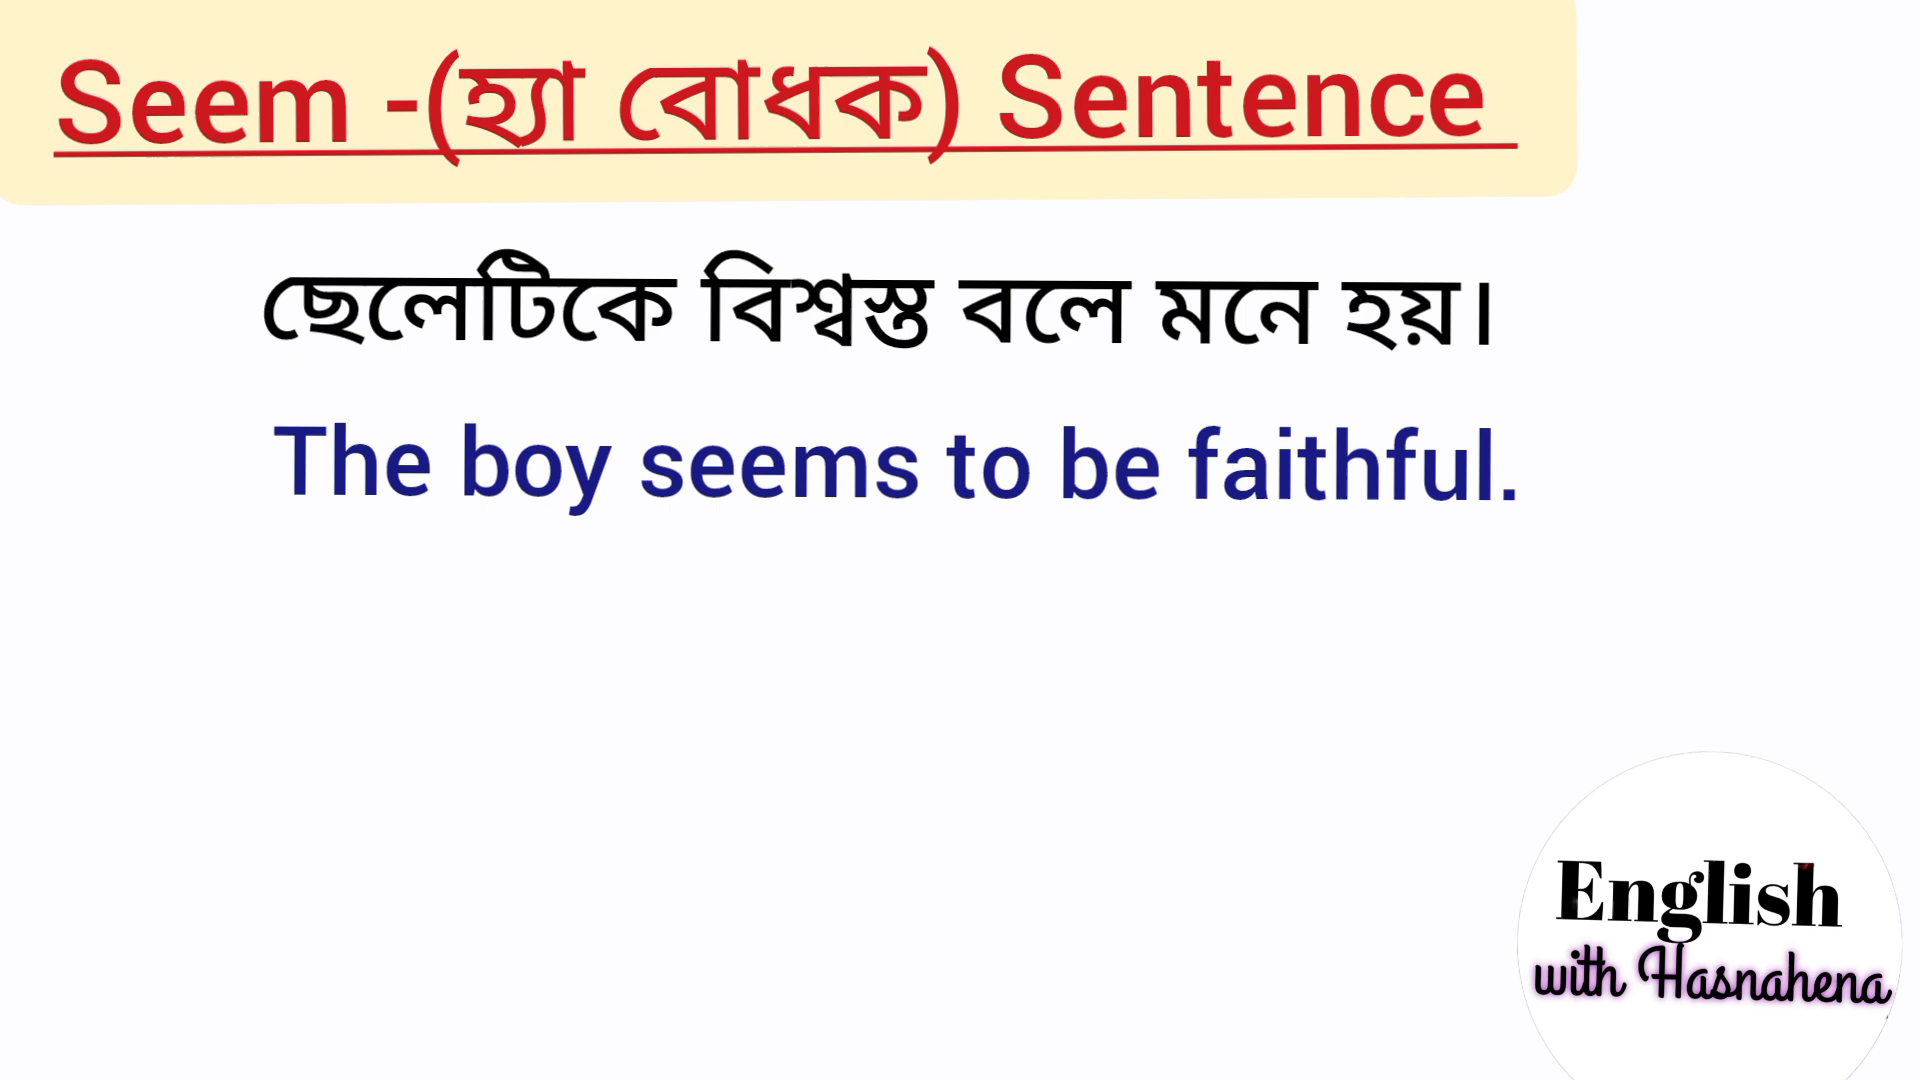 Seem -(হ্যা বোধক) Sentence
ছেলেটিকে বিশ্বস্ত বলে মনে হয়।
The boy seems to be faithful.
English
with Hasnahena